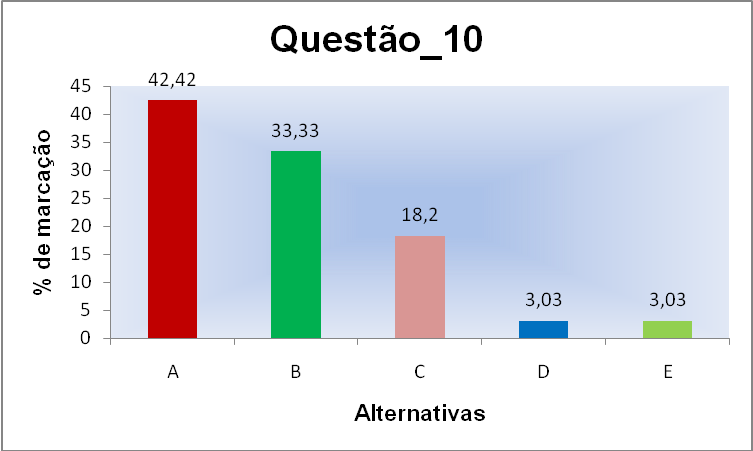 Questão_10
% de marcação
45
40
35
30
25
20
15
10
5
0
42,42
33,33
18,2
3,03
3,03
A
B
C
D
E
Alternativas